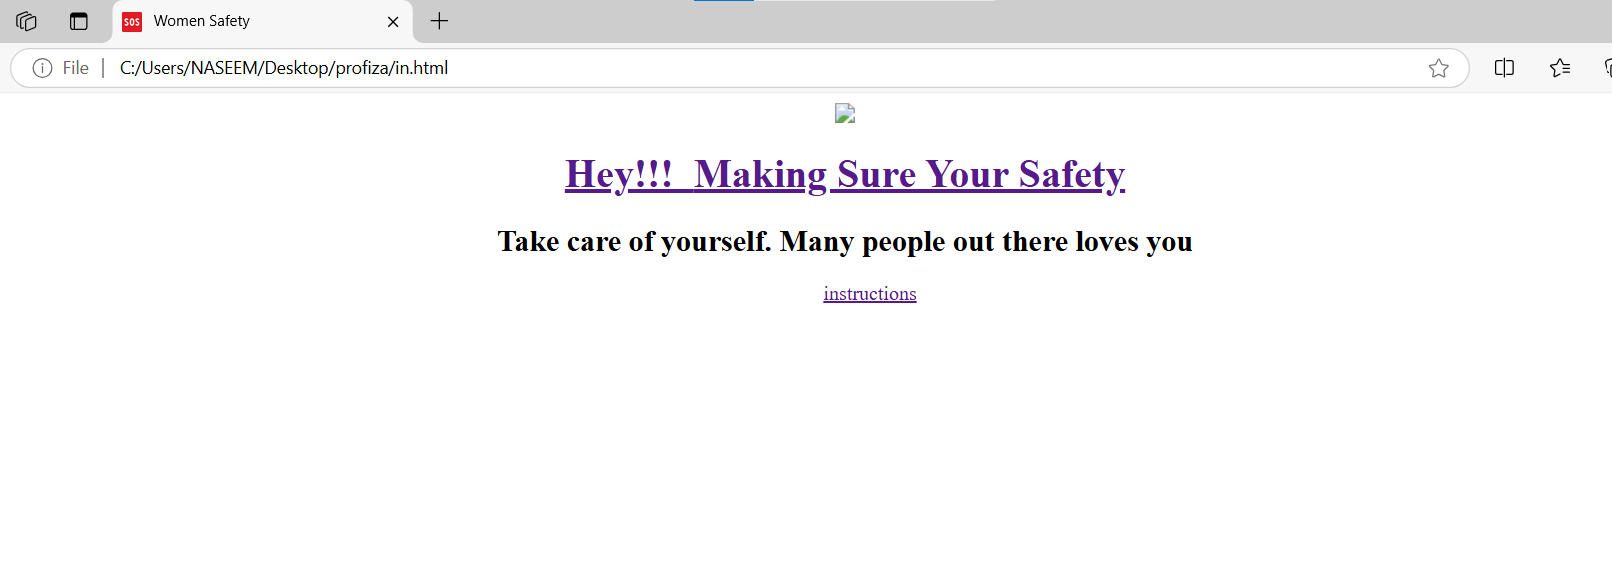 SOS Women Safety
File C:/Users/NASEEM/Desktop/profiza/in.html
Hey!!! Making Sure Your Safety
Take care of yourself. Many people out there loves you
instructions